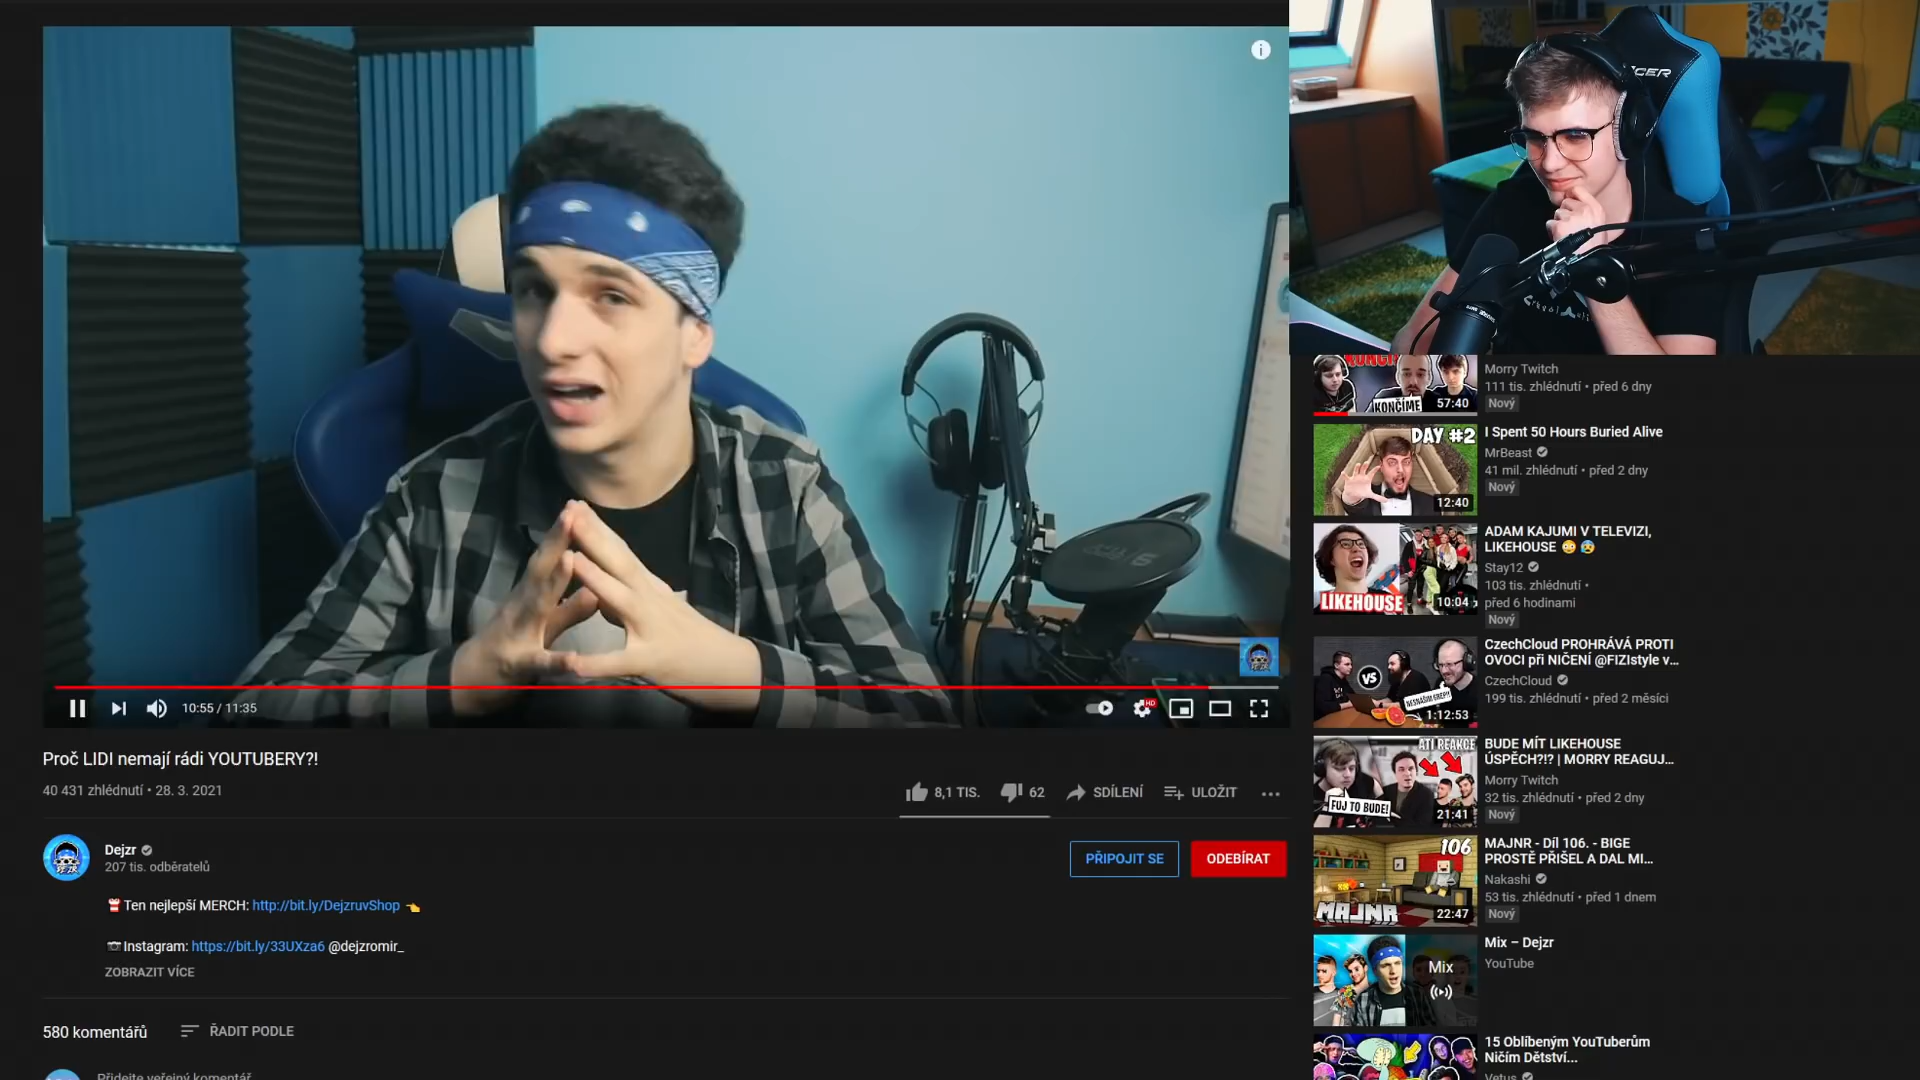 10:55 / 11:35
HD
Proč LIDI nemají rádi YOUTUBERY?!
40 431 zhlédnutí • 28. 3. 2021
8,1 TIS.
62
SDÍLENÍ
ULOŽIT
Dejzr
207 tis. odběratelů
PŘIPOJIT SE
ODEBÍRAT
Ten nejlepší MERCH: http://bit.ly/DejzruvShop
Instagram: https://bit.ly/33UXza6 @dejzromir_
ZOBRAZIT VÍCE
580 komentářů
ŘADIT PODLE
Přidejte veřejný komentář
KONČÍME
57:40
Morry Twitch
111 tis. zhlédnutí • před 6 dny
Nový
DAY #2
12:40
I Spent 50 Hours Buried Alive
MrBeast
41 mil. zhlédnutí • před 2 dny
Nový
LIKEHOUSE
10:04
ADAM KAJUMI V TELEVIZI,
LIKEHOUSE 😳 😰
Stay12
103 tis. zhlédnutí •
před 6 hodinami
Nový
VS
1:12:53
CzechCloud PROHRÁVÁ PROTI
OVOCI při NIČENÍ @FIZIstyle v...
CzechCloud
199 tis. zhlédnutí • před 2 měsíci
ATI REAKCE
FUJ TO BUDE!
21:41
BUDE MÍT LIKEHOUSE
ÚSPĚCH?!? | MORRY REAGUJ...
Morry Twitch
32 tis. zhlédnutí • před 2 dny
Nový
106
MAJNR
22:47
MAJNR - Díl 106. - BIGE
PROSTĚ PŘIŠEL A DAL MI...
Nakashi
53 tis. zhlédnutí • před 1 dnem
Nový
Mix
Mix – Dejzr
YouTube
15 Oblíbeným YouTuberům
Ničím Dětství...
Vetus